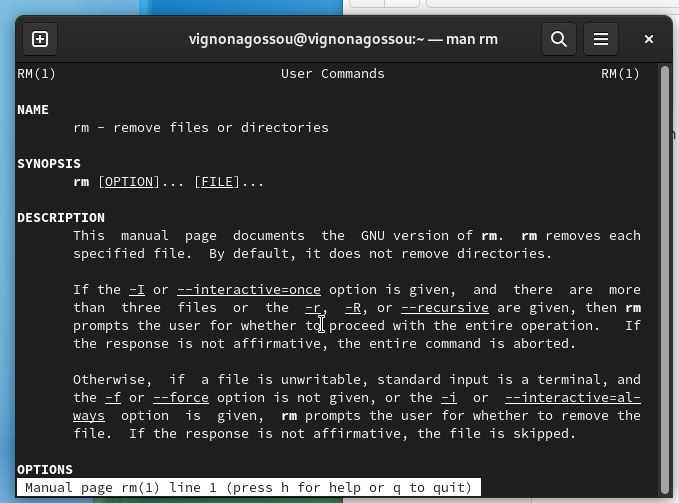 vignonagossou@vignonagossou:~ — man rm
RM(1) User Commands RM(1)
NAME
rm - remove files or directories
SYNOPSIS
rm [OPTION]... [FILE]...
DESCRIPTION
This manual page documents the GNU version of rm. rm removes each
specified file. By default, it does not remove directories.
If the -I or --interactive=once option is given, and there are more
than three files or the -r, -R, or --recursive are given, then rm
prompts the user for whether to proceed with the entire operation. If
the response is not affirmative, the entire command is aborted.
Otherwise, if a file is unwritable, standard input is a terminal, and
the -f or --force option is not given, or the -i or --interactive=al-
ways option is given, rm prompts the user for whether to remove the
file. If the response is not affirmative, the file is skipped.
OPTIONS
Manual page rm(1) line 1 (press h for help or q to quit)